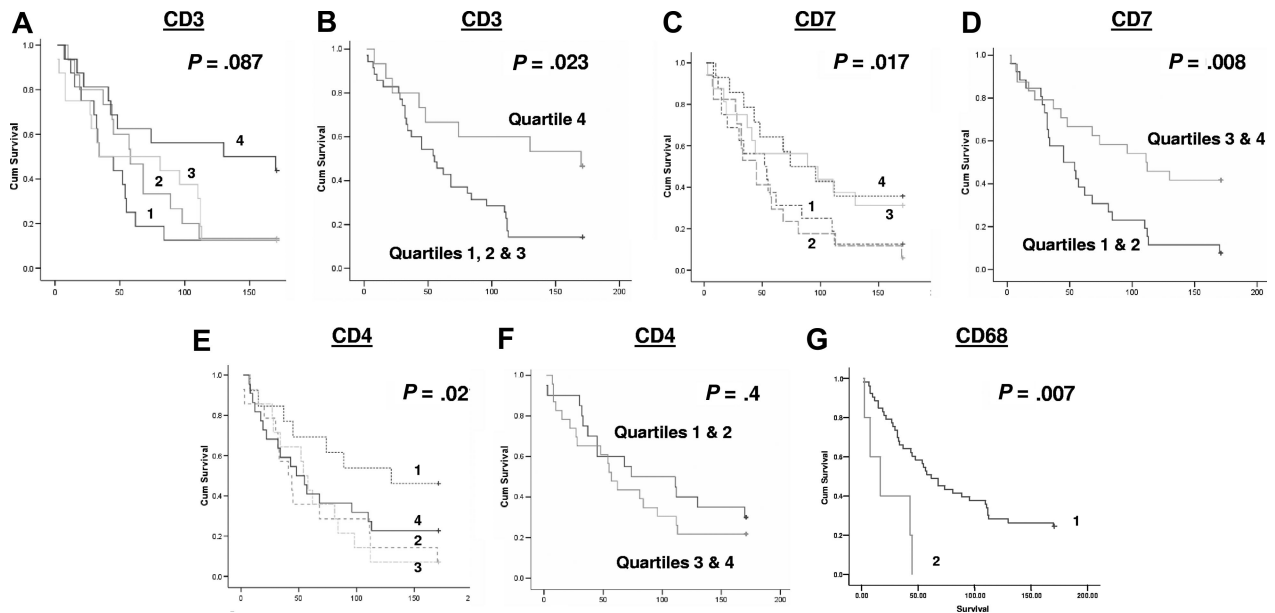 A
CD3
P = .087
Cum Survival
1.0
0.8
0.6
0.4
0.2
0.0
4
3
2
1
0
50
100
150
B
CD3
P = .023
Cum Survival
1.0
0.8
0.6
0.4
0.2
0.0
Quartile 4
Quartiles 1, 2 & 3
0
50
100
150
200
C
CD7
P = .017
Cum Survival
1.0
0.8
0.6
0.4
0.2
0.0
4
3
1
2
0
50
100
150
D
CD7
P = .008
Cum Survival
1.0
0.8
0.6
0.4
0.2
0.0
Quartiles 3 & 4
Quartiles 1 & 2
0
50
100
150
200
E
CD4
P = .02
Cum Survival
1.0
0.8
0.6
0.4
0.2
0.0
1
4
2
3
0
50
100
150
F
CD4
P = .4
Cum Survival
1.0
0.8
0.6
0.4
0.2
0.0
Quartiles 1 & 2
Quartiles 3 & 4
0
50
100
150
200
G
CD68
P = .007
Cum Survival
1.0
0.8
0.6
0.4
0.2
0.0
1
2
0.00
50.00
100.00
150.00
200.00
Survival